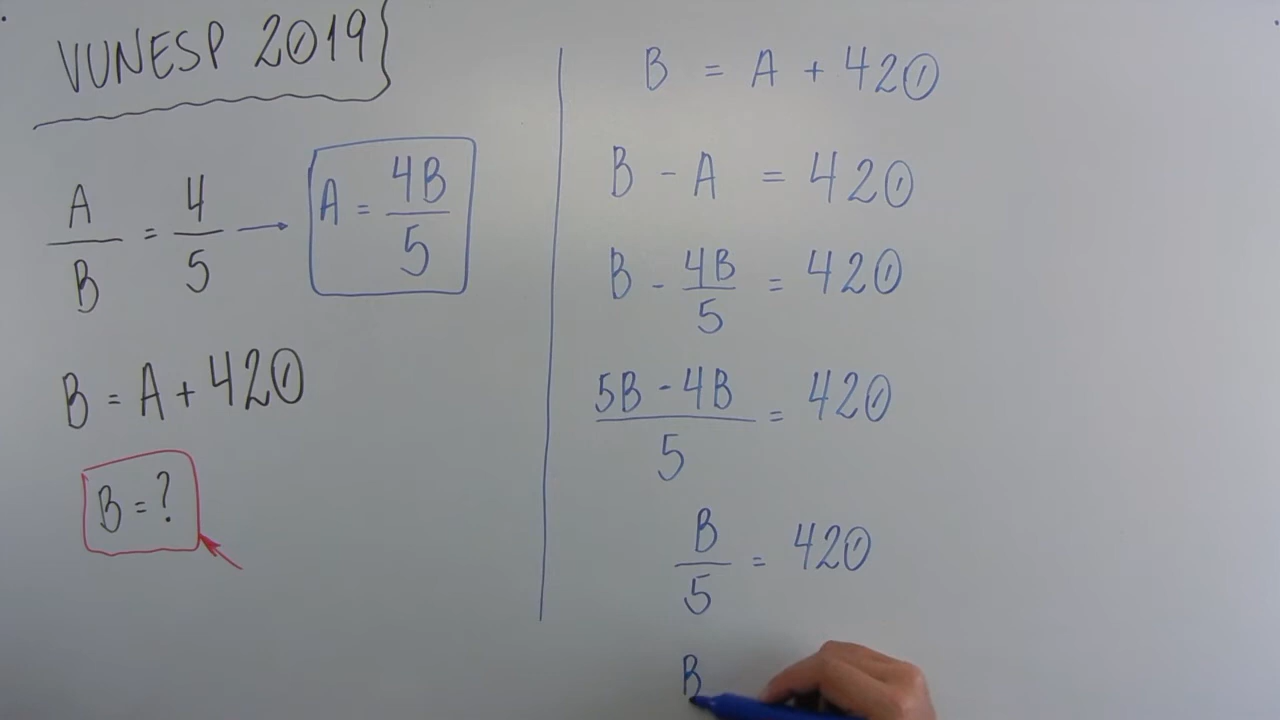 VUNESP 2019
A/B = 4/5 → A = 4B/5
B = A + 420
B = ?
B = A + 420
B - A = 420
B - 4B/5 = 420
5B - 4B/5 = 420
B/5 = 420
B